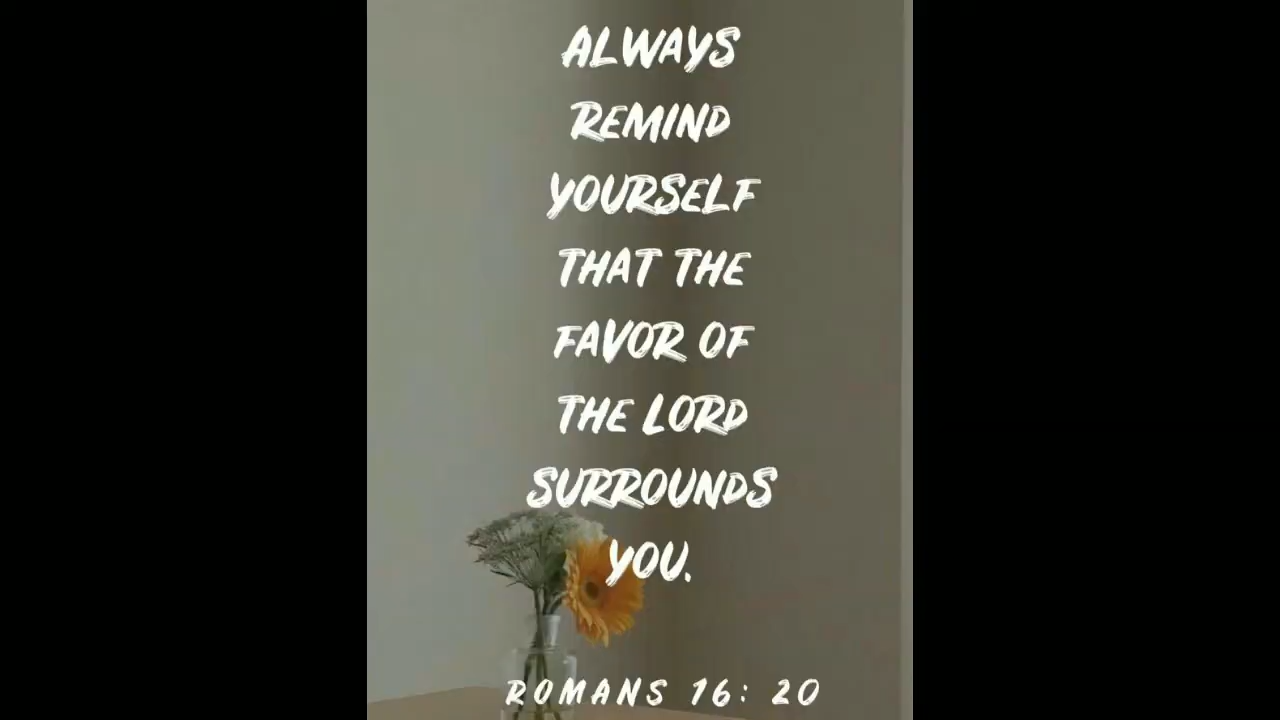 ALWAYS
REMIND
YOURSELF
THAT THE
FAVOR OF
THE LORD
SURROUNDS
YOU.
ROMANS 16: 20